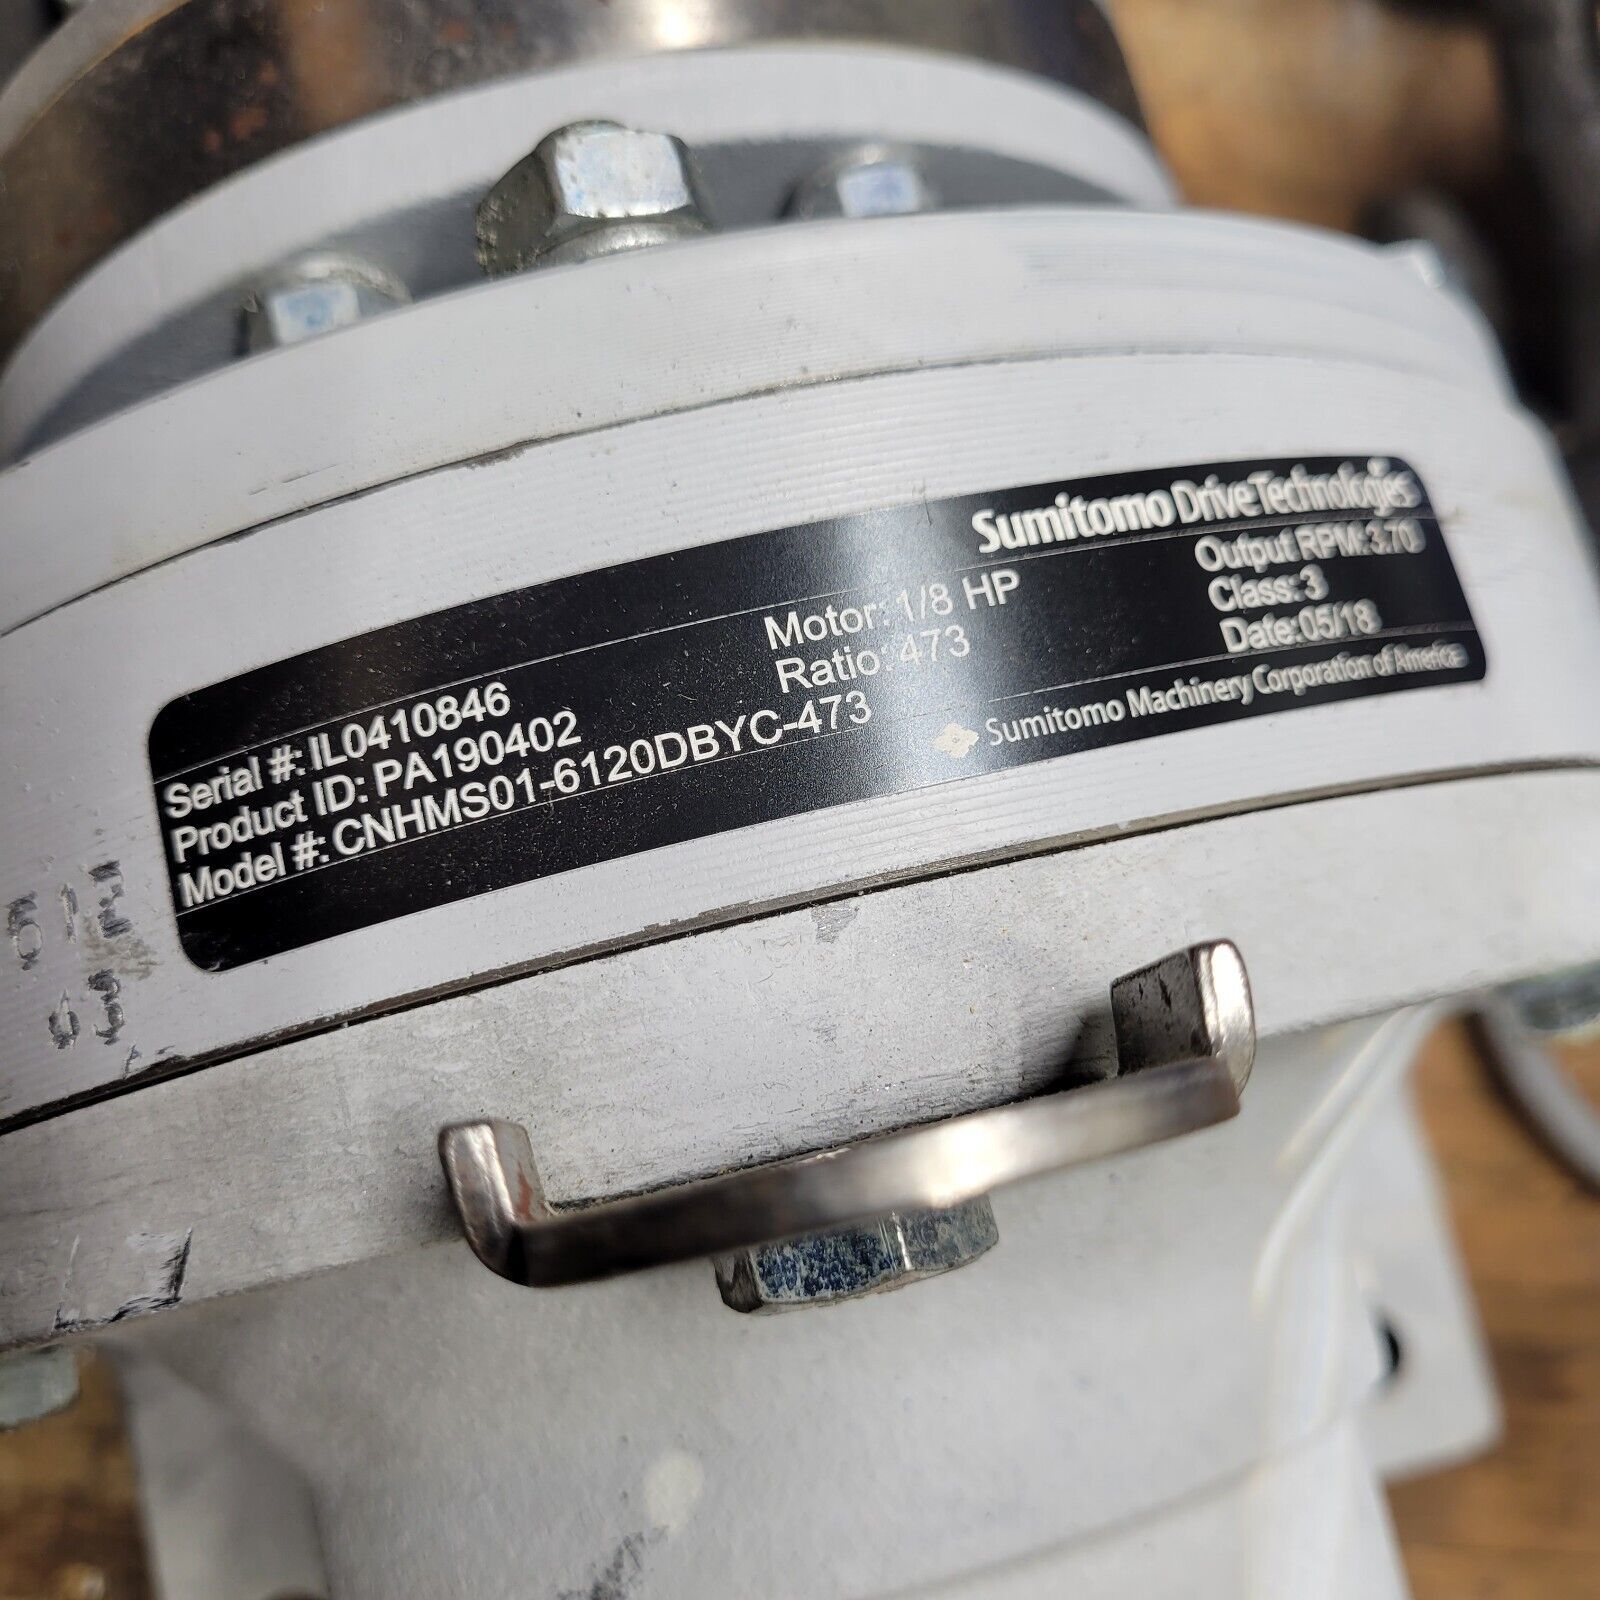 Sumitomo Drive Technologies
Serial #: IL0410846
Product ID: PA190402
Model #: CNHMS01-6120DBYC-473
Motor: 1/8 HP
Ratio: 473
Output RPM: 3.70
Class: 3
Date:05/18
Sumitomo Machinery Corporation of America